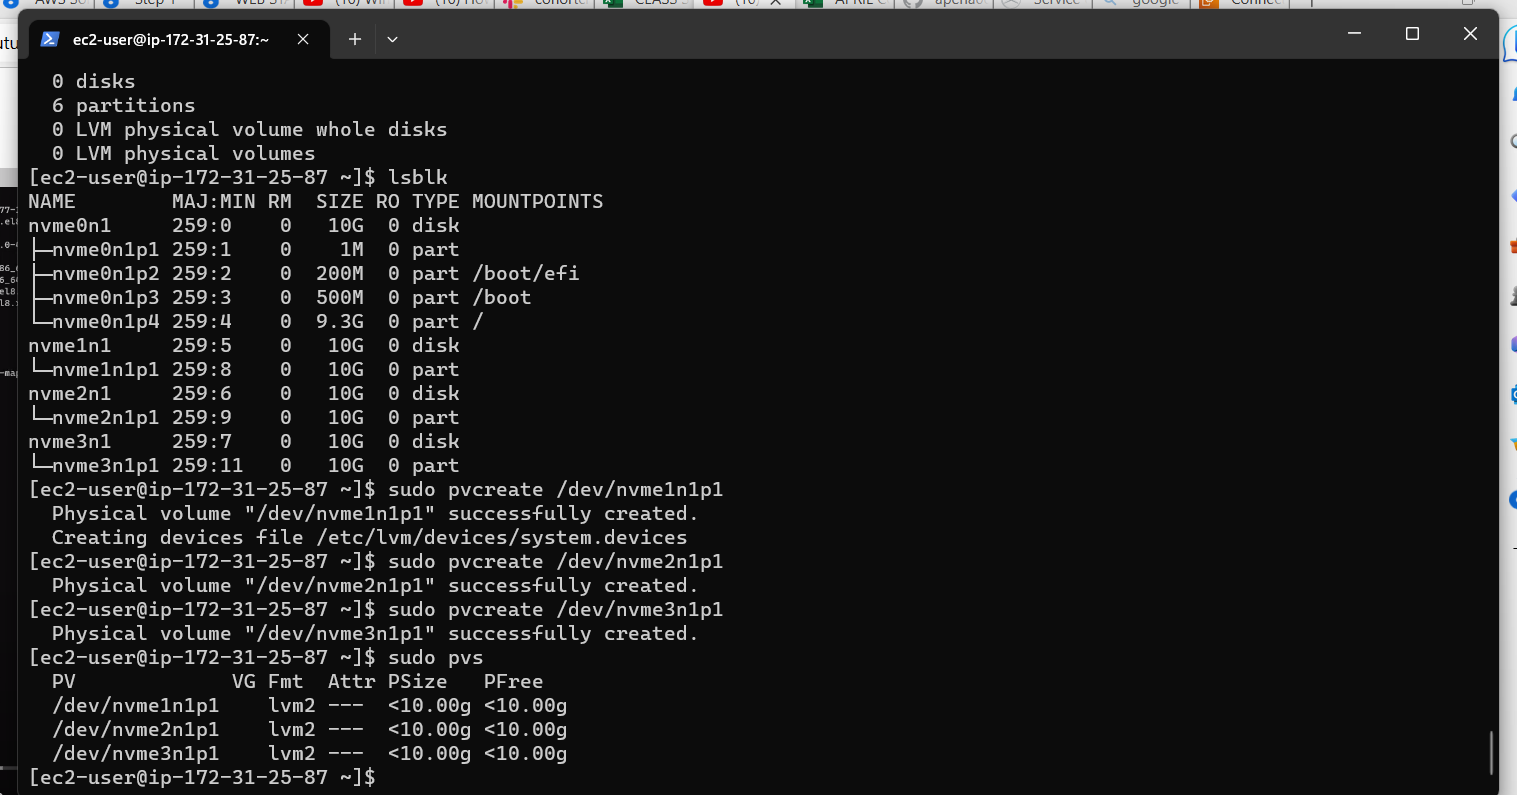 ec2-user@ip-172-31-25-87:~
0 disks
6 partitions
0 LVM physical volume whole disks
0 LVM physical volumes
[ec2-user@ip-172-31-25-87 ~]$ lsblk
NAME        MAJ:MIN RM  SIZE RO TYPE MOUNTPOINTS
nvme0n1     259:0    0   10G  0 disk
├─nvme0n1p1 259:1    0    1M  0 part
├─nvme0n1p2 259:2    0  200M  0 part /boot/efi
├─nvme0n1p3 259:3    0  500M  0 part /boot
└─nvme0n1p4 259:4    0  9.3G  0 part /
nvme1n1     259:5    0   10G  0 disk
└─nvme1n1p1 259:8    0   10G  0 part
nvme2n1     259:6    0   10G  0 disk
└─nvme2n1p1 259:9    0   10G  0 part
nvme3n1     259:7    0   10G  0 disk
└─nvme3n1p1 259:11   0   10G  0 part
[ec2-user@ip-172-31-25-87 ~]$ sudo pvcreate /dev/nvme1n1p1
  Physical volume "/dev/nvme1n1p1" successfully created.
  Creating devices file /etc/lvm/devices/system.devices
[ec2-user@ip-172-31-25-87 ~]$ sudo pvcreate /dev/nvme2n1p1
  Physical volume "/dev/nvme2n1p1" successfully created.
[ec2-user@ip-172-31-25-87 ~]$ sudo pvcreate /dev/nvme3n1p1
  Physical volume "/dev/nvme3n1p1" successfully created.
[ec2-user@ip-172-31-25-87 ~]$ sudo pvs
  PV             VG Fmt  Attr PSize   PFree
  /dev/nvme1n1p1    lvm2 ---  <10.00g <10.00g
  /dev/nvme2n1p1    lvm2 ---  <10.00g <10.00g
  /dev/nvme3n1p1    lvm2 ---  <10.00g <10.00g
[ec2-user@ip-172-31-25-87 ~]$